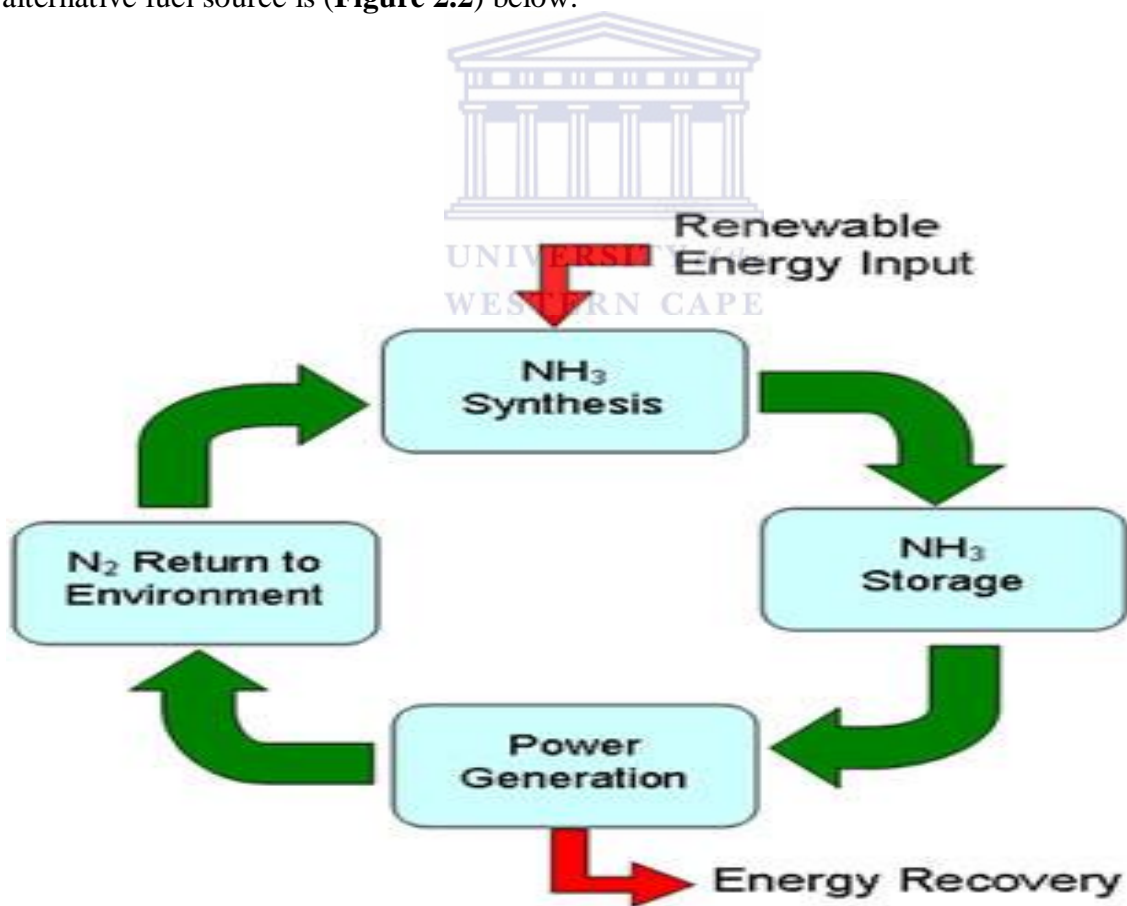 alternative fuel source is (Figure 2.2) below.
Renewable
Energy Input
UNIVERSITY of the
WESTERN CAPE
NH₃
Synthesis
N₂ Return to
Environment
NH₃
Storage
Power
Generation
Energy Recovery